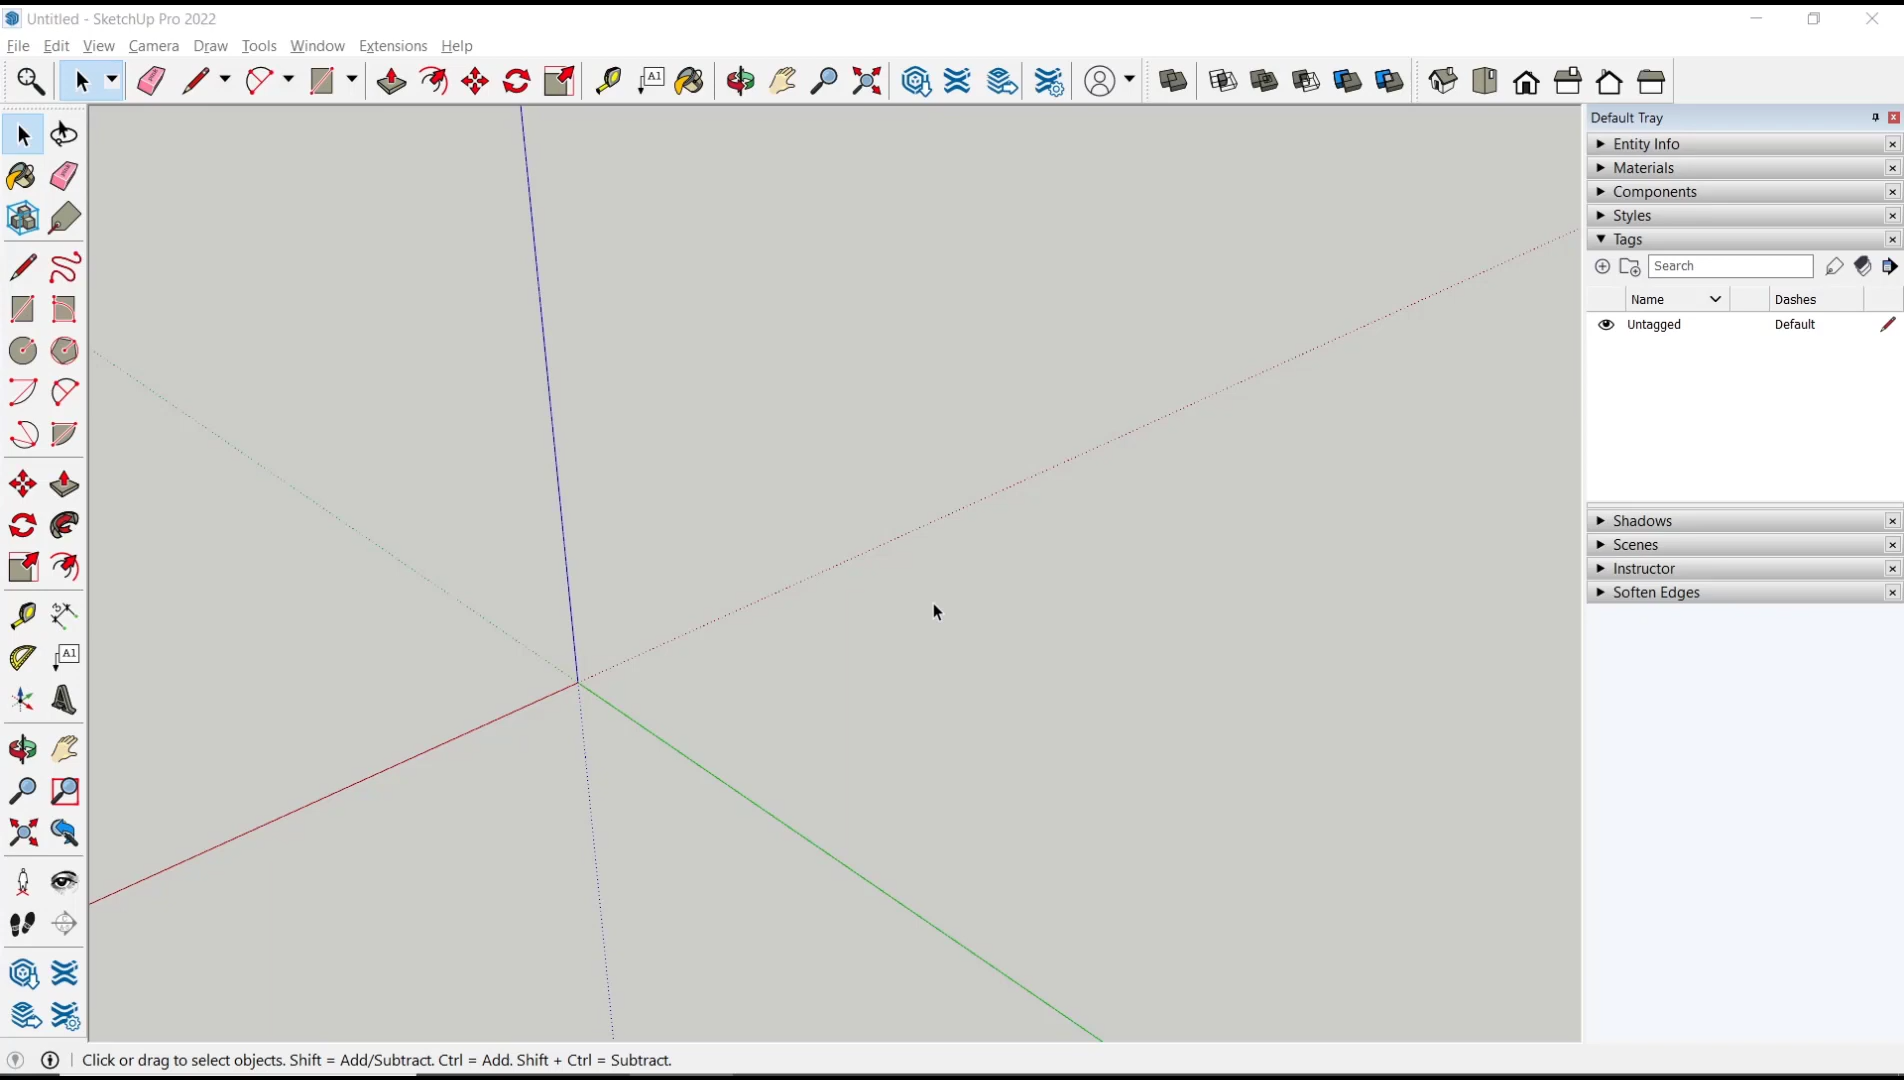 Untitled - SketchUp Pro 2022
File Edit View Camera Draw Tools Window Extensions Help
A1
Default Tray
Entity Info
Materials
Components
Styles
Tags
Search
Name Dashes
Untagged Default
Shadows
Scenes
Instructor
Soften Edges
A1
Click or drag to select objects. Shift = Add/Subtract. Ctrl = Add. Shift + Ctrl = Subtract.